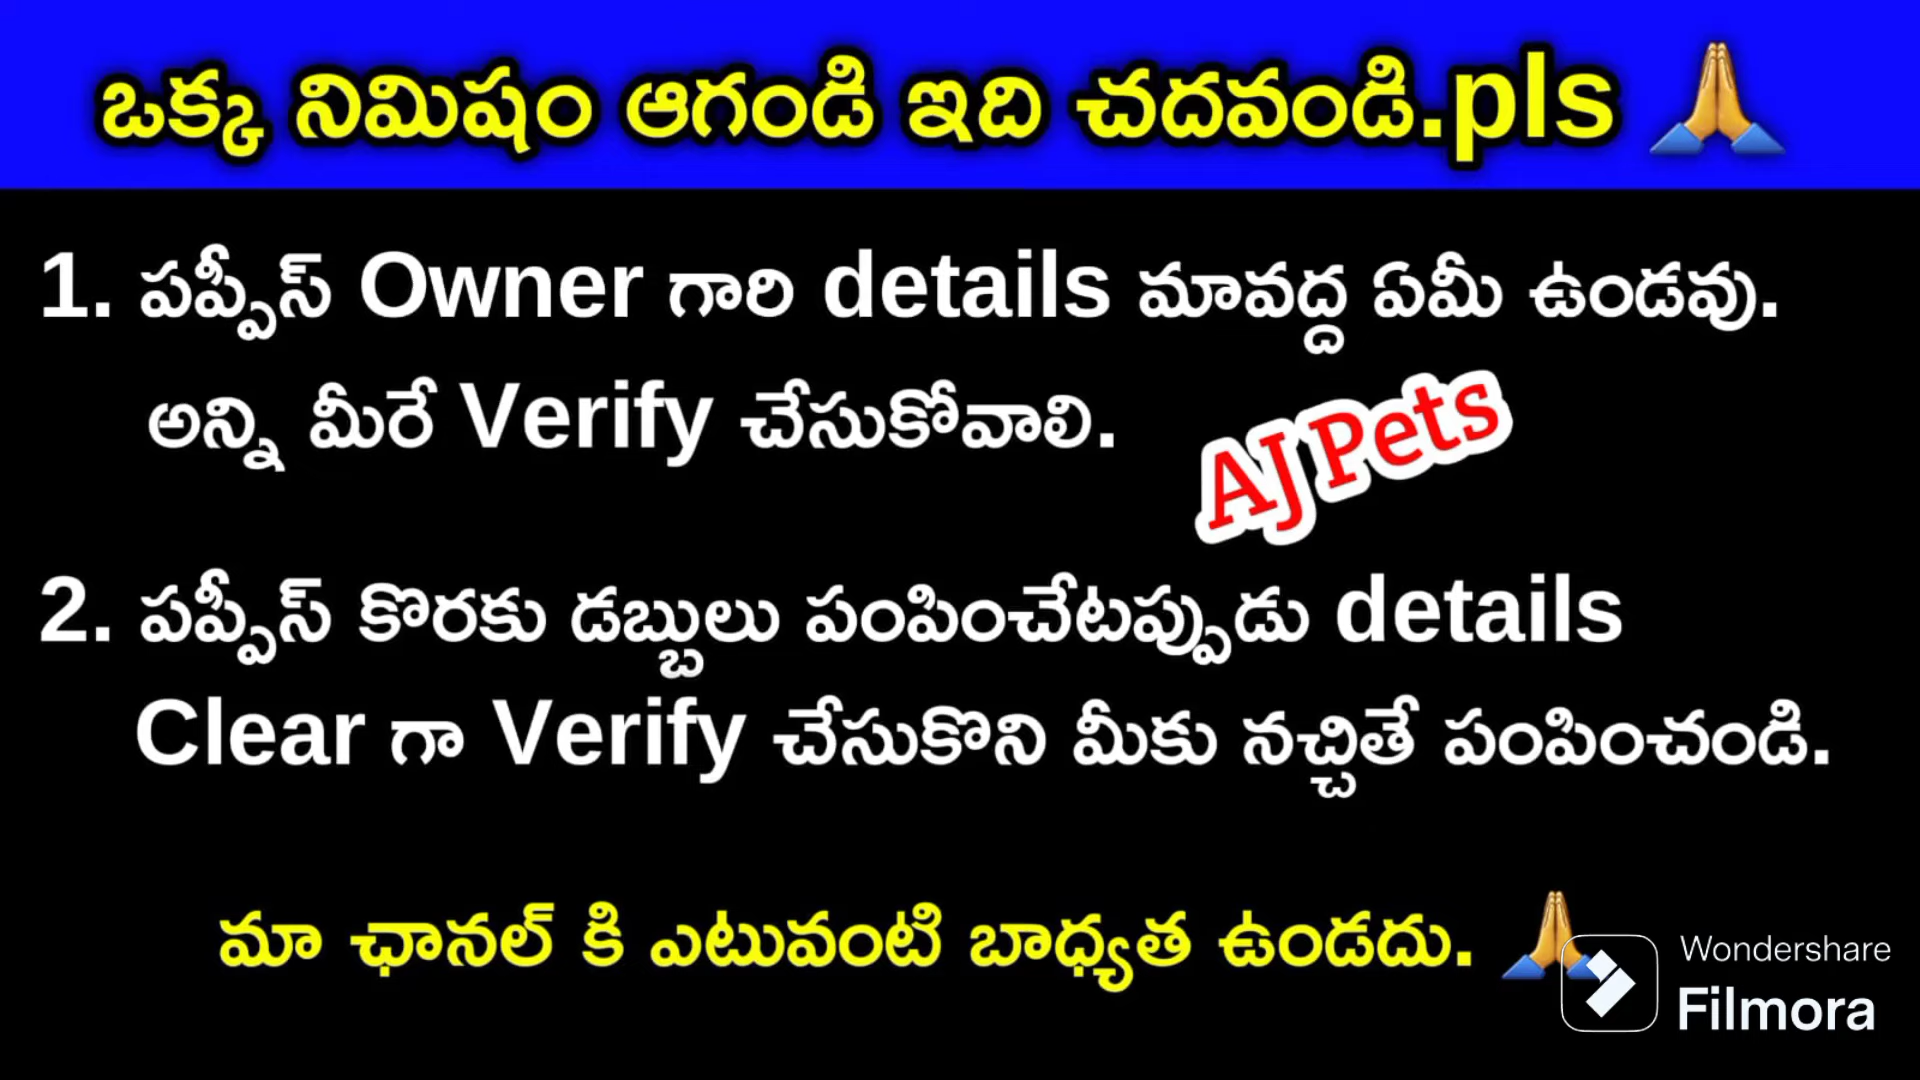 ఒక్క నిమిషం ఆగండి ఇది చదవండి.pls 🙏
1. పప్పీస్ Owner గారి details మావద్ద ఏమీ ఉండవు.
అన్ని మీరే Verify చేసుకోవాలి.
AJ Pets
2. పప్పీస్ కొరకు డబ్బులు పంపించేటప్పుడు details
Clear గా Verify చేసుకొని మీకు నచ్చితే పంపించండి.
మా ఛానల్ కి ఎటువంటి బాధ్యత ఉండదు. 🙏
Wondershare
Filmora